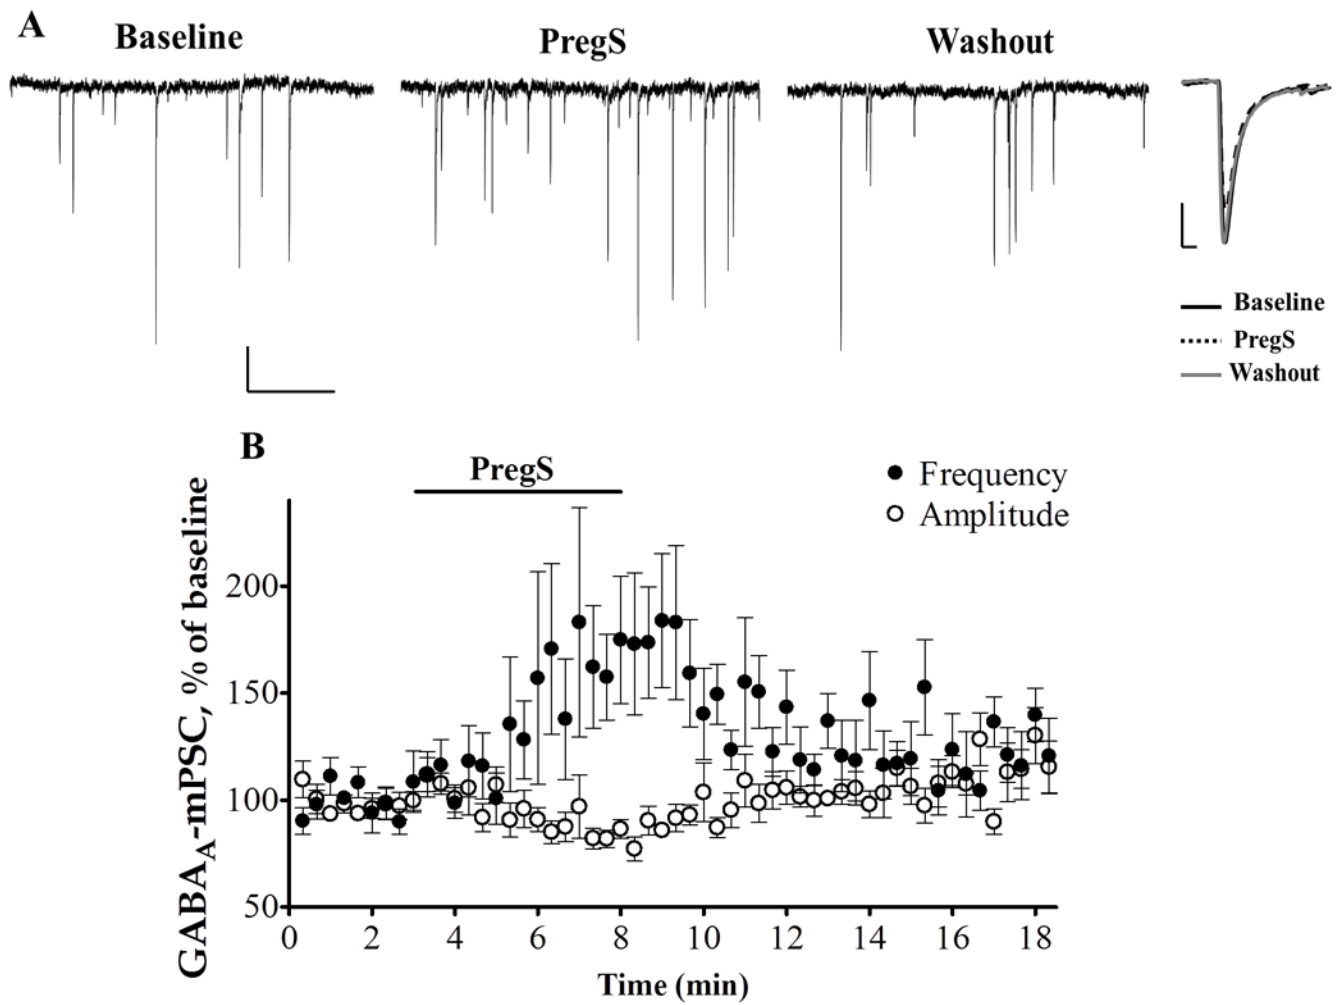 A
Baseline
PregS
Washout
Baseline
PregS
Washout
B
PregS
Frequency
Amplitude
GABAA-mPSC, % of baseline
200
150
100
50
0 2 4 6 8 10 12 14 16 18
Time (min)